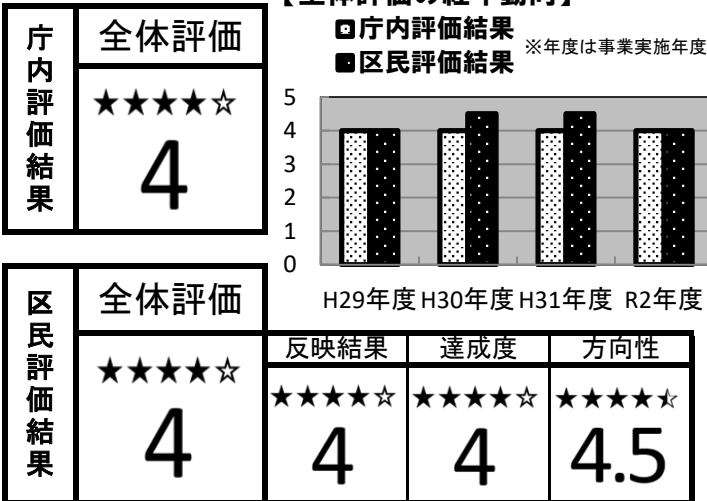 【全体評価の経年動向】
庁内評価結果
全体評価
★★★★☆
4
□庁内評価結果
■区民評価結果
※年度は事業実施年度
5
4
3
2
1
0
H29年度 H30年度 H31年度 R2年度
区民評価結果
全体評価
★★★★☆
4
反映結果 達成度 方向性
★★★★☆ ★★★★☆ ★★★★⯪
4 4 4.5